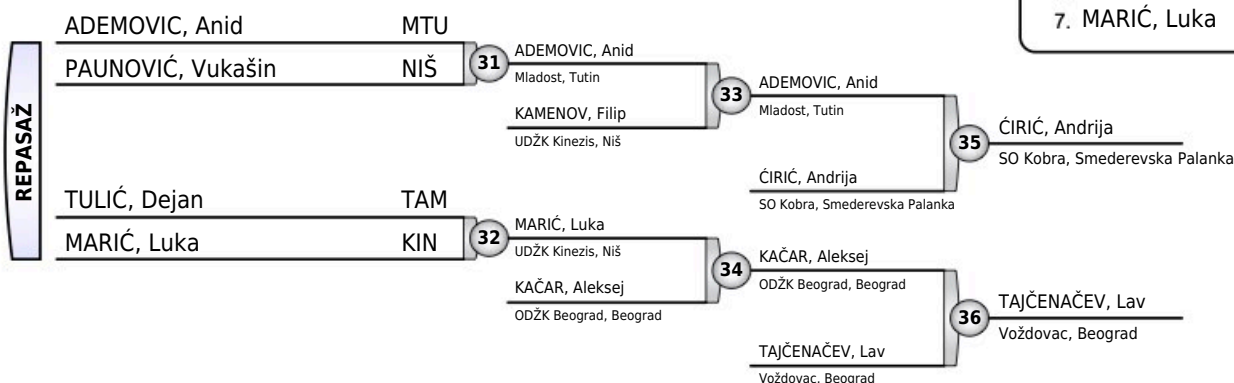 7. MARIĆ, Luka
REPASAŽ
ADEMOVIC, Anid MTU
PAUNOVIĆ, Vukašin NIŠ
31
ADEMOVIC, Anid
Mladost, Tutin
KAMENOV, Filip
UDŽK Kinezis, Niš
33
ADEMOVIC, Anid
Mladost, Tutin
ĆIRIĆ, Andrija
SO Kobra, Smederevska Palanka
35
ĆIRIĆ, Andrija
SO Kobra, Smederevska Palanka
TULIĆ, Dejan TAM
MARIĆ, Luka KIN
32
MARIĆ, Luka
UDŽK Kinezis, Niš
KAČAR, Aleksej
ODŽK Beograd, Beograd
34
KAČAR, Aleksej
ODŽK Beograd, Beograd
TAJČENAČEV, Lav
Voždovac, Beograd
36
TAJČENAČEV, Lav
Voždovac, Beograd